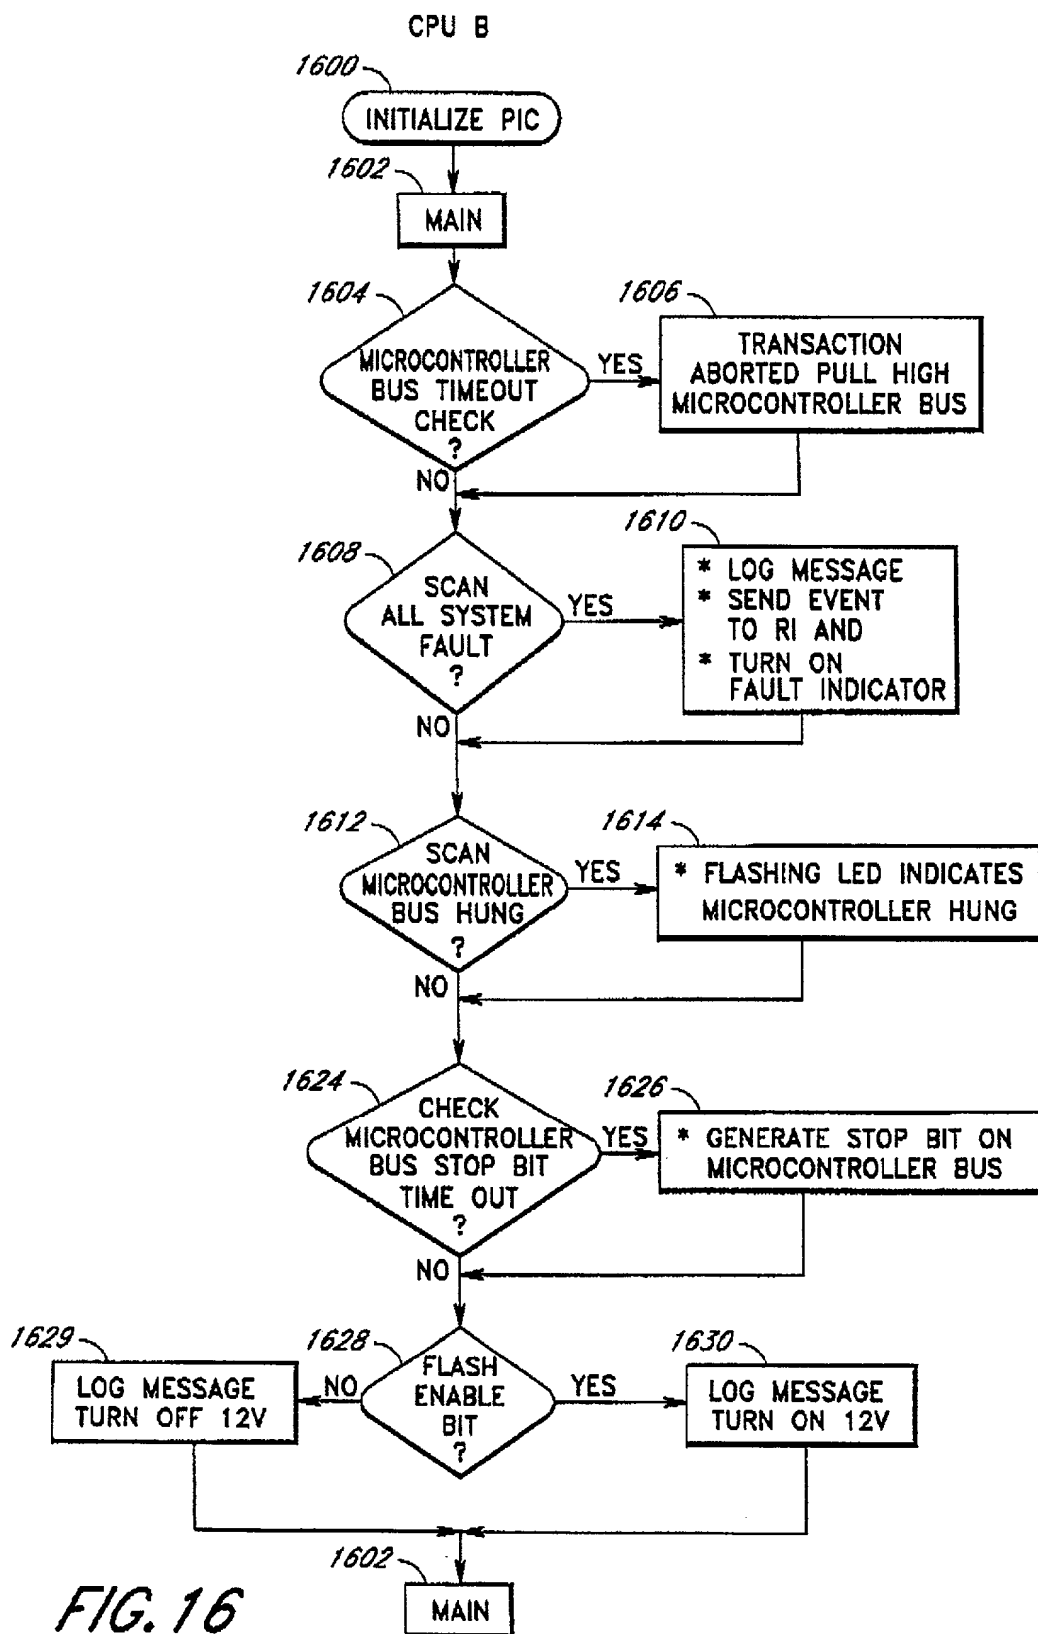 CPU B
1600
INITIALIZE PIC
1602
MAIN
1604
MICROCONTROLLER
BUS TIMEOUT
CHECK
?
YES
NO
1606
TRANSACTION
ABORTED PULL HIGH
MICROCONTROLLER BUS
1608
SCAN
ALL SYSTEM
FAULT
?
YES
NO
1610
* LOG MESSAGE
* SEND EVENT
TO RI AND
* TURN ON
FAULT INDICATOR
1612
SCAN
MICROCONTROLLER
BUS HUNG
?
YES
NO
1614
* FLASHING LED INDICATES
MICROCONTROLLER HUNG
1624
CHECK
MICROCONTROLLER
BUS STOP BIT
TIME OUT
?
YES
NO
1626
* GENERATE STOP BIT ON
MICROCONTROLLER BUS
1628
FLASH
ENABLE
BIT
?
NO
YES
1629
LOG MESSAGE
TURN OFF 12V
1630
LOG MESSAGE
TURN ON 12V
1602
MAIN
FIG. 16